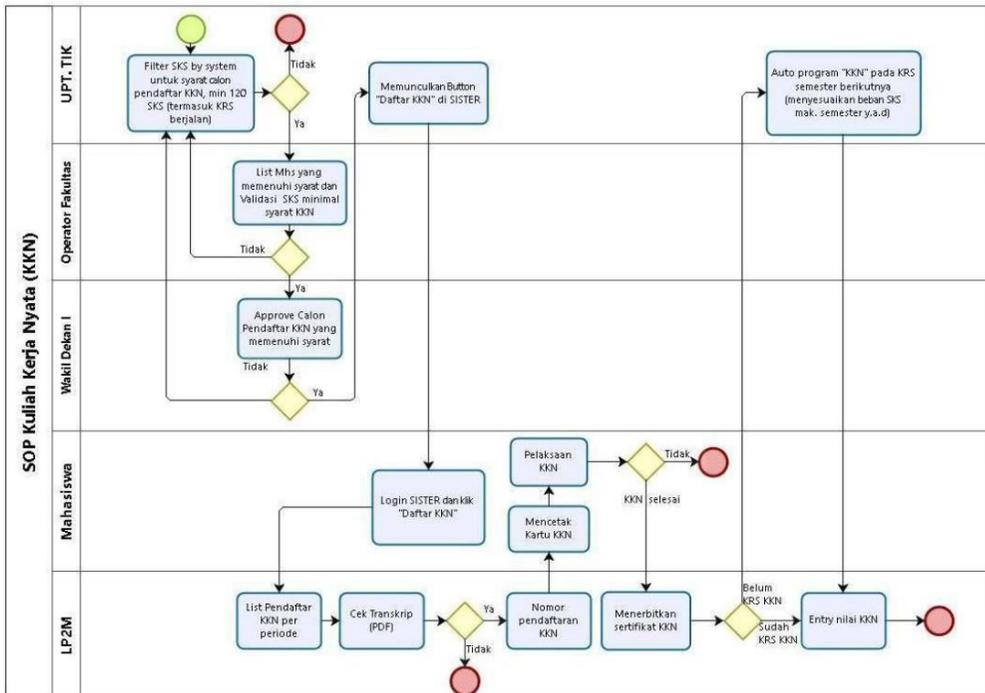 SOP Kuliah Kerja Nyata (KKN)
UPT. TIK
Filter SKS by system
untuk syarat calon
pendaftar KKN, min 120
SKS (termasuk KRS
berjalan)
Tidak
Ya
Memunculkan Button
"Daftar KKN" di SISTER
Auto program "KKN" pada KRS
semester berikutnya
(menyesuaikan beban SKS
mak. semester y.a.d)
Operator Fakultas
List Mhs yang
memenuhi syarat dan
Validasi SKS minimal
syarat KKN
Tidak
Ya
Wakil Dekan I
Approve Calon
Pendaftar KKN yang
memenuhi syarat
Tidak
Ya
Mahasiswa
Login SISTER dan klik
"Daftar KKN"
Pelaksaan
KKN
Tidak
KKN selesai
Mencetak
Kartu KKN
LP2M
List Pendaftar
KKN per
periode
Cek Transkrip
(PDF)
Ya
Tidak
Nomor
pendaftaran
KKN
Menerbitkan
sertifikat KKN
Belum
KRS KKN
Sudah
KRS KKN
Entry nilai KKN